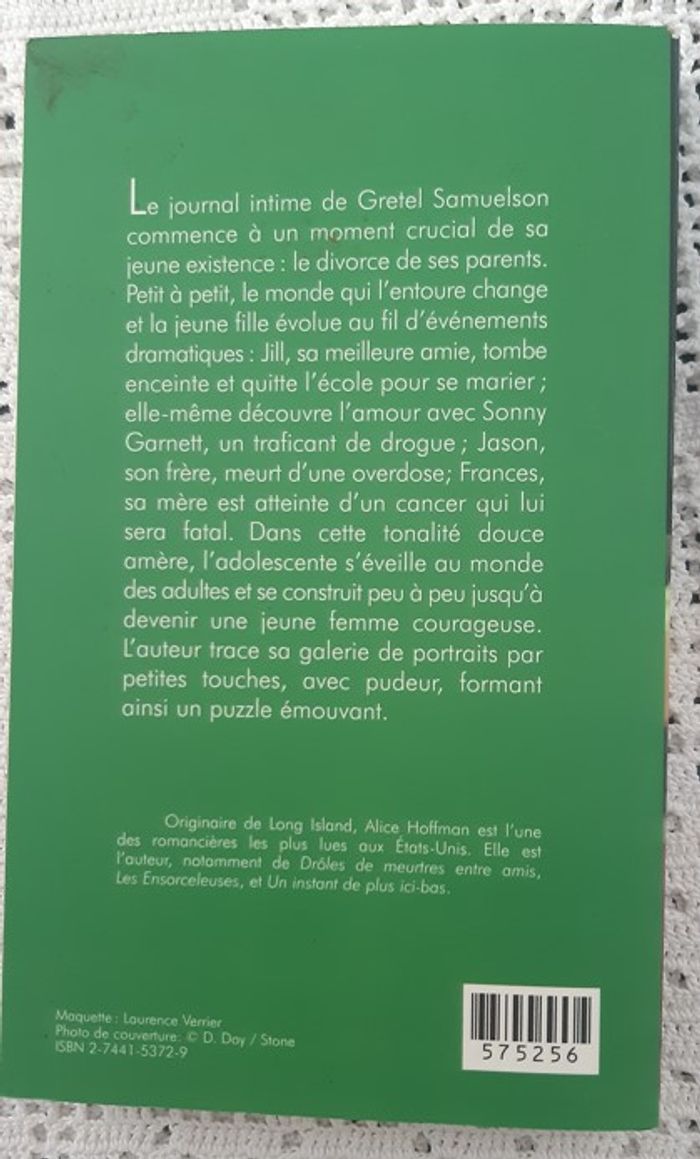 Le journal intime de Gretel Samuelson
commence à un moment crucial de sa
jeune existence : le divorce de ses parents.
Petit à petit, le monde qui l'entoure change
et la jeune fille évolue au fil d'événements
dramatiques : Jill, sa meilleure amie, tombe
enceinte et quitte l'école pour se marier ;
elle-même découvre l'amour avec Sonny
Garnett, un traficant de drogue ; Jason,
son frère, meurt d'une overdose; Frances,
sa mère est atteinte d'un cancer qui lui
sera fatal. Dans cette tonalité douce
amère, l'adolescente s'éveille au monde
des adultes et se construit peu à peu jusqu'à
devenir une jeune femme courageuse.
L'auteur trace sa galerie de portraits par
petites touches, avec pudeur, formant
ainsi un puzzle émouvant.
Originaire de Long Island, Alice Hoffman est l'une
des romancières les plus lues aux États-Unis. Elle est
l'auteur, notamment de Drôles de meurtres entre amis,
Les Ensorceleuses, et Un instant de plus ici-bas.
Maquette : Laurence Verrier
Photo de couverture: © D. Day / Stone
ISBN 2-7441-5372-9
575256